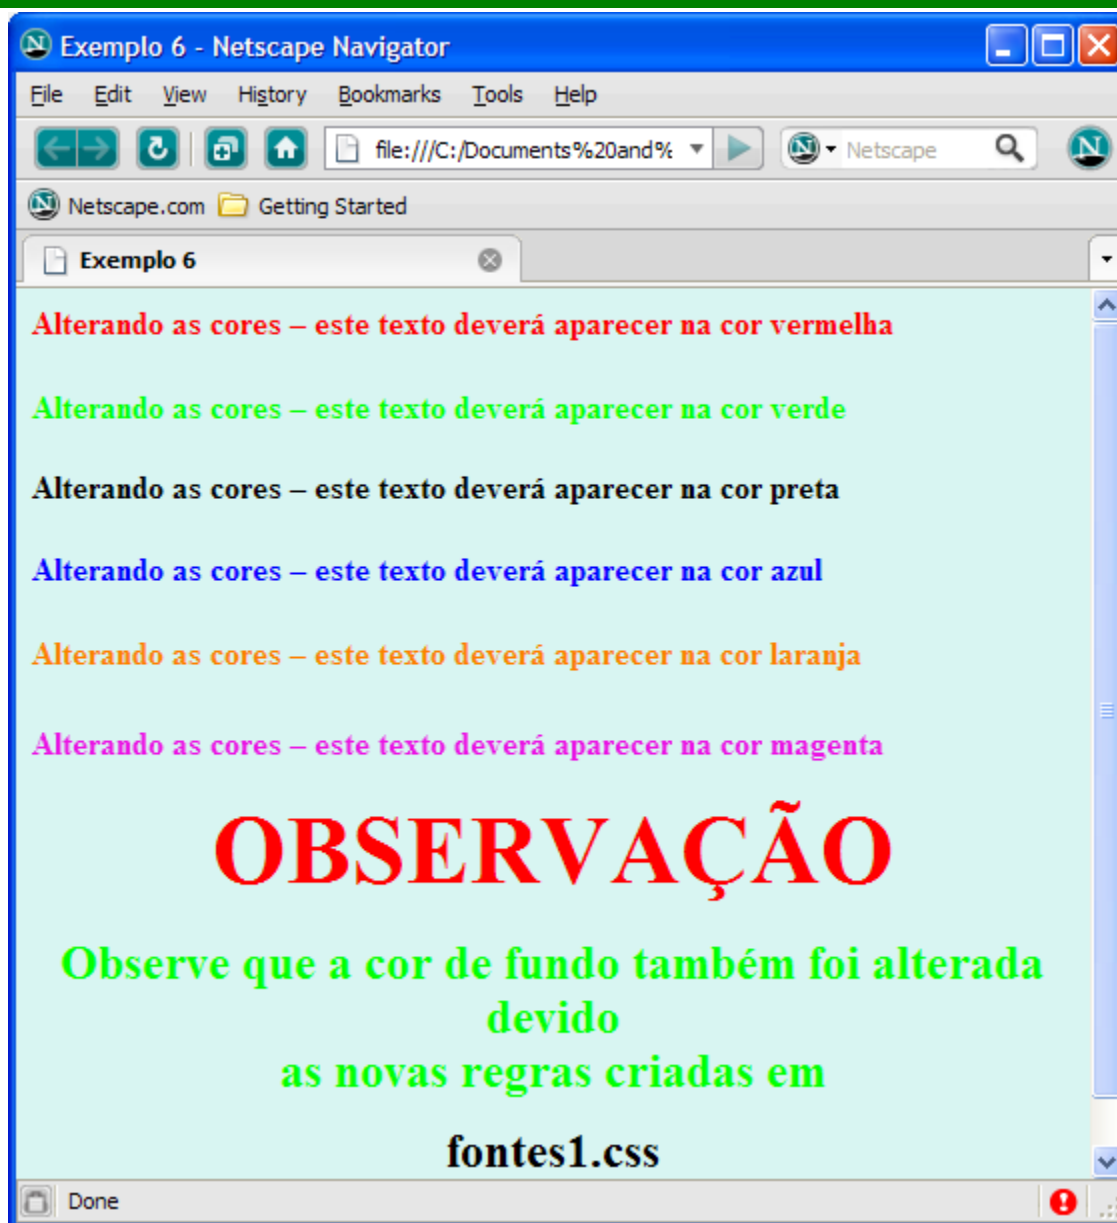 Exemplo 6 - Netscape Navigator
File Edit View History Bookmarks Tools Help
file:///C:/Documents%20and% Netscape
Netscape.com Getting Started
Exemplo 6
Alterando as cores – este texto deverá aparecer na cor vermelha
Alterando as cores – este texto deverá aparecer na cor verde
Alterando as cores – este texto deverá aparecer na cor preta
Alterando as cores – este texto deverá aparecer na cor azul
Alterando as cores – este texto deverá aparecer na cor laranja
Alterando as cores – este texto deverá aparecer na cor magenta
OBSERVAÇÃO
Observe que a cor de fundo também foi alterada
devido
as novas regras criadas em
fontes1.css
Done